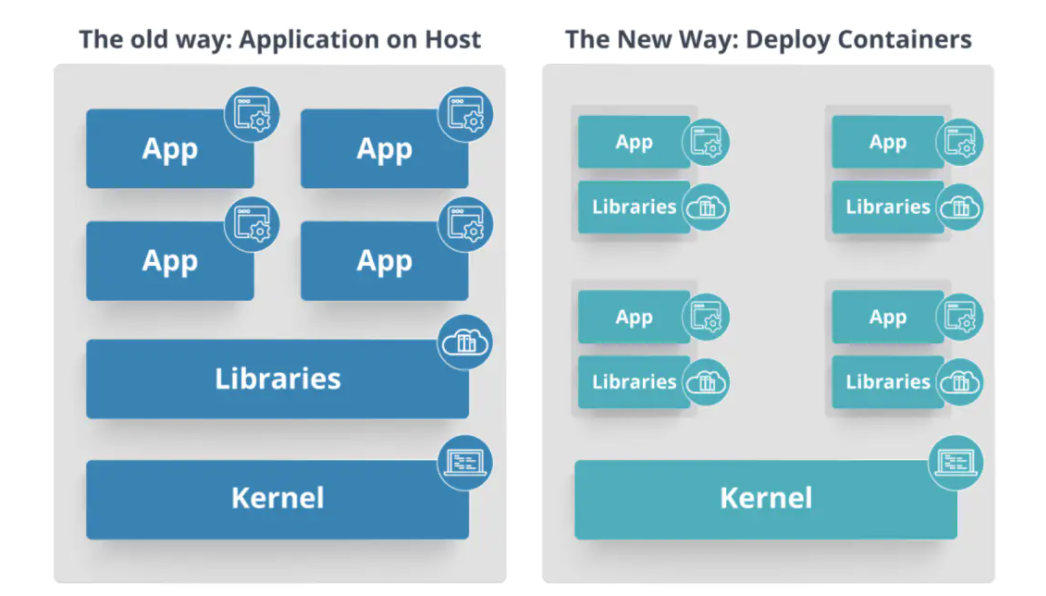 The old way: Application on Host
App
App
App
App
Libraries
Kernel
The New Way: Deploy Containers
App
Libraries
App
Libraries
App
Libraries
App
Libraries
Kernel